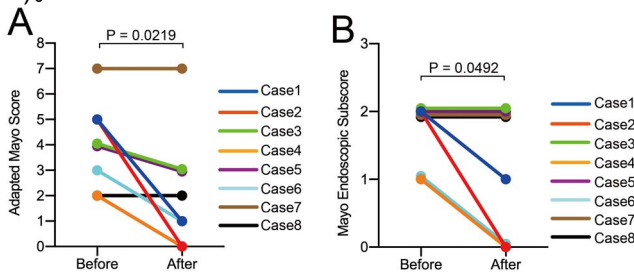 A
P = 0.0219
Adapted Mayo Score
8
7
6
5
4
3
2
1
0
Before
After
Case1
Case2
Case3
Case4
Case5
Case6
Case7
Case8
B
P = 0.0492
Mayo Endoscopic Subscore
3
2
1
0
Before
After
Case1
Case2
Case3
Case4
Case5
Case6
Case7
Case8